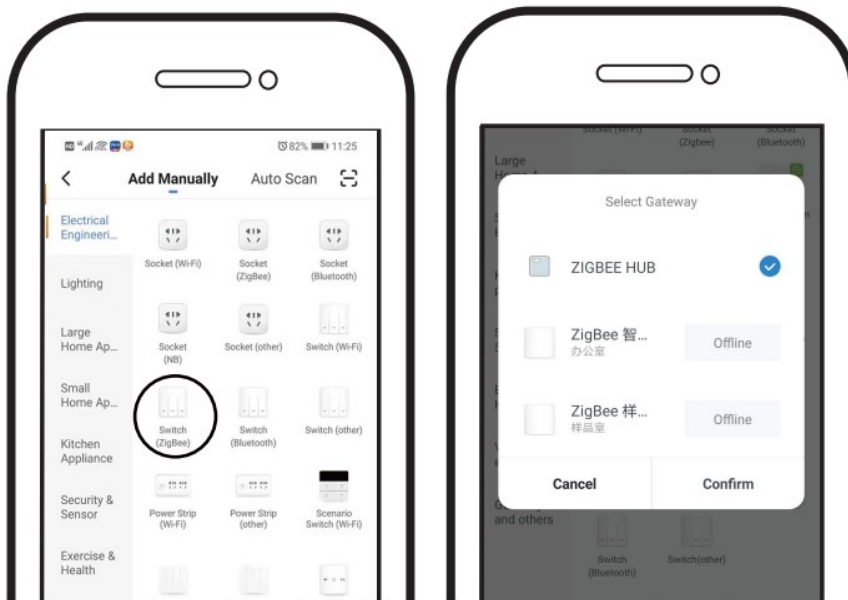 82% 11:25
Add Manually
Auto Scan
Electrical
Engineeri...
Lighting
Large
Home Ap...
Small
Home Ap...
Kitchen
Appliance
Security &
Sensor
Exercise &
Health
Socket (Wi-Fi)
Socket
(ZigBee)
Socket
(Bluetooth)
Socket
(NB)
Socket (other)
Switch (Wi-Fi)
Switch
(ZigBee)
Switch
(Bluetooth)
Switch (other)
Power Strip
(Wi-Fi)
Power Strip
(other)
Scenario
Switch (Wi-Fi)
Socket (Wi-Fi)
Socket
(Zigbee)
Socket
(Bluetooth)
Large
Select Gateway
ZIGBEE HUB
ZigBee 智...
办公室
Offline
ZigBee 样...
样品室
Offline
Cancel
Confirm
and others
Switch
(Bluetooth)
Switch(other)